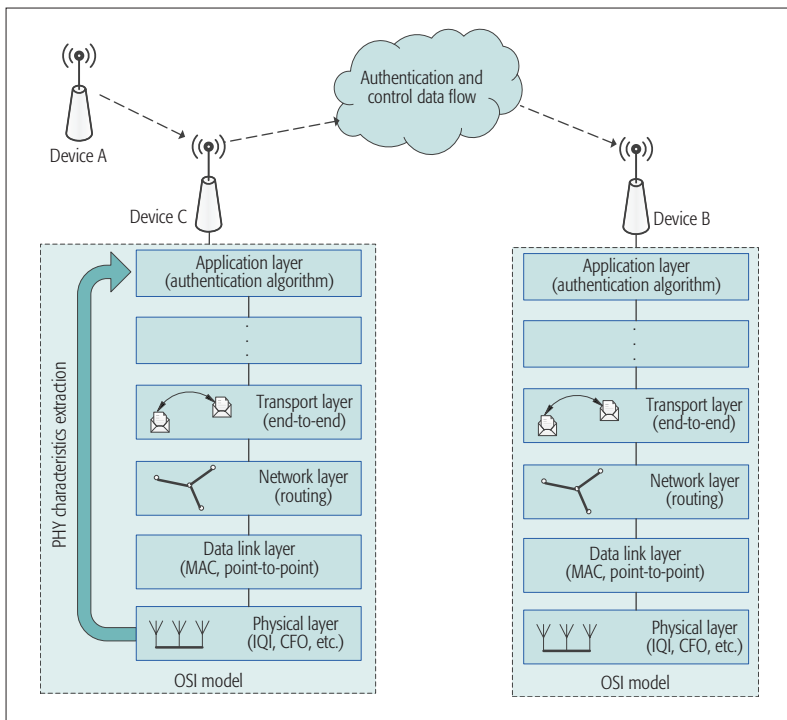 Authentication and
control data flow
Device A
Device C
Device B
Application layer
(authentication algorithm)
.
.
.
Transport layer
(end-to-end)
Network layer
(routing)
Data link layer
(MAC, point-to-point)
Physical layer
(IQI, CFO, etc.)
OSI model
PHY characteristics extraction
Application layer
(authentication algorithm)
.
.
.
Transport layer
(end-to-end)
Network layer
(routing)
Data link layer
(MAC, point-to-point)
Physical layer
(IQI, CFO, etc.)
OSI model